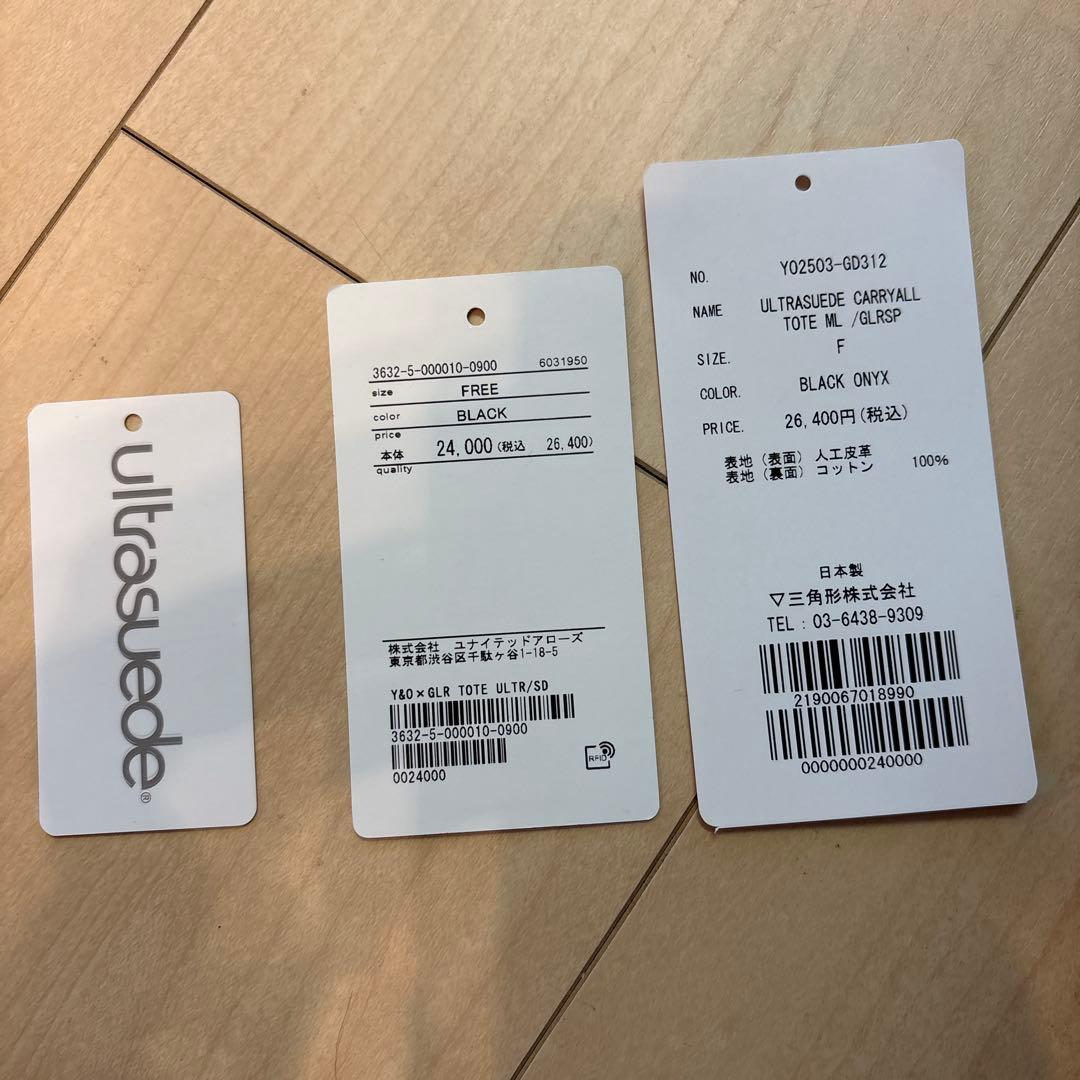 ultrasuede®
3632-5-000010-0900 6031950
size FREE
color BLACK
price
本体 24,000(税込 26,400)
quality
株式会社 ユナイテッドアローズ
東京都渋谷区千駄ヶ谷1-18-5
Y&O×GLR TOTE ULTR/SD
3632-5-000010-0900
0024000
RFID
NO. YO2503-GD312
NAME ULTRASUEDE CARRYALL
TOTE ML /GLRSP
SIZE. F
COLOR. BLACK ONYX
PRICE. 26,400円(税込)
表地(表面) 人工皮革
表地(裏面) コットン 100%
日本製
▽三角形株式会社
TEL:03-6438-9309
2190067018990
0000000240000